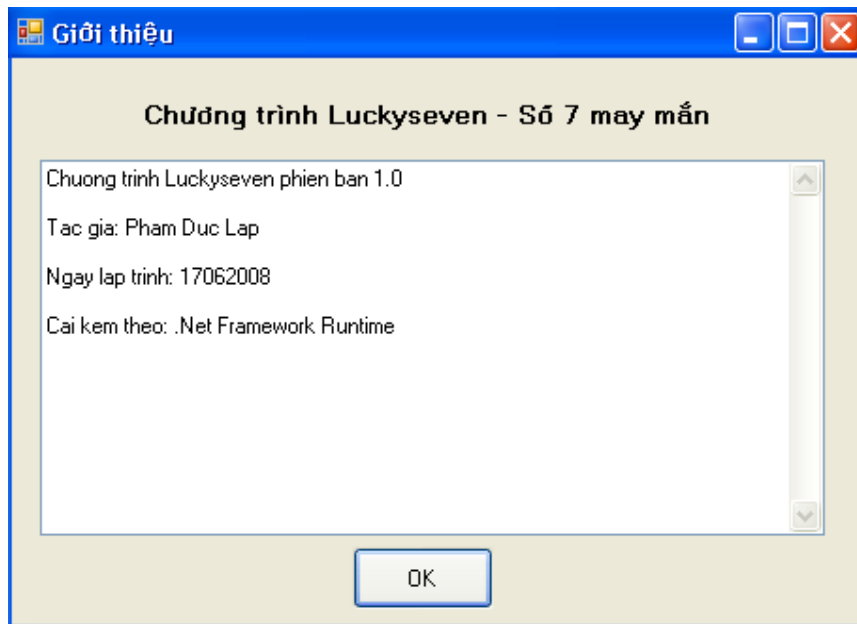 Giới thiệu
Chương trình Luckyseven - Số 7 may mắn
Chuong trinh Luckyseven phien ban 1.0
Tac gia: Pham Duc Lap
Ngay lap trinh: 17062008
Cai kem theo: .Net Framework Runtime
OK